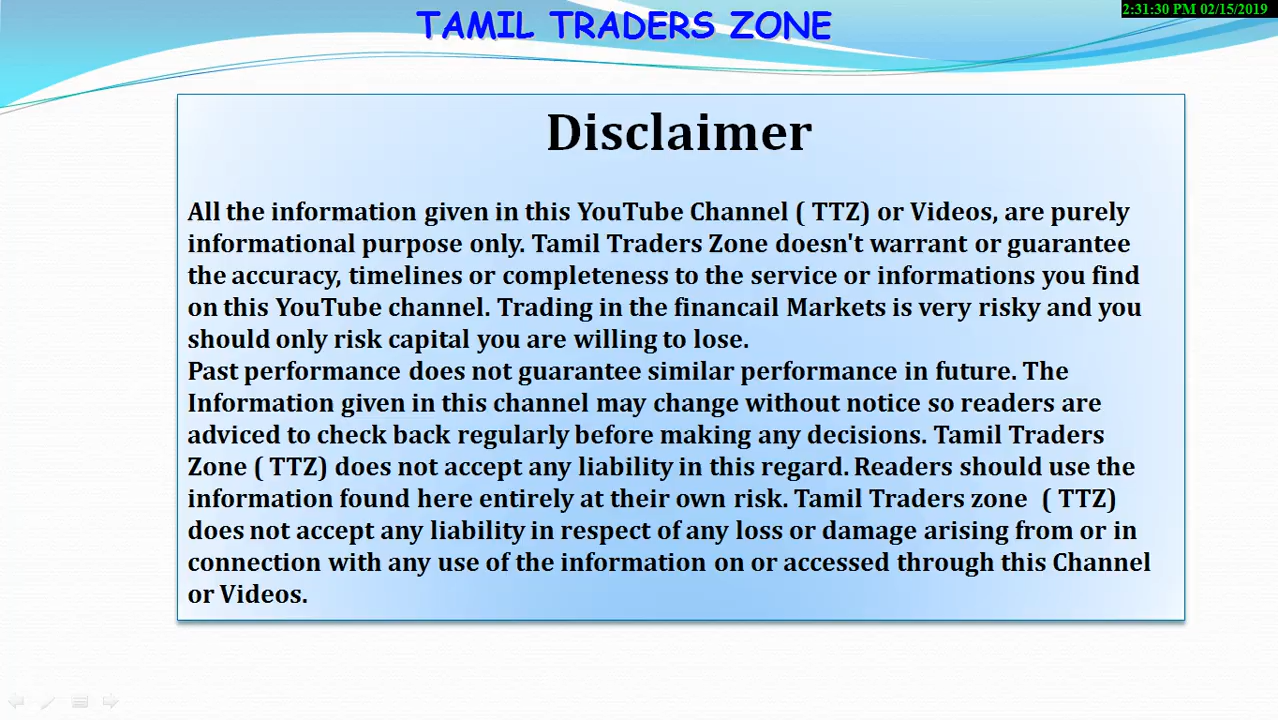 TAMIL TRADERS ZONE
2:31:30 PM 02/15/2019
Disclaimer
All the information given in this YouTube Channel ( TTZ) or Videos, are purely
informational purpose only. Tamil Traders Zone doesn't warrant or guarantee
the accuracy, timelines or completeness to the service or informations you find
on this YouTube channel. Trading in the financail Markets is very risky and you
should only risk capital you are willing to lose.
Past performance does not guarantee similar performance in future. The
Information given in this channel may change without notice so readers are
adviced to check back regularly before making any decisions. Tamil Traders
Zone ( TTZ) does not accept any liability in this regard. Readers should use the
information found here entirely at their own risk. Tamil Traders zone  ( TTZ)
does not accept any liability in respect of any loss or damage arising from or in
connection with any use of the information on or accessed through this Channel
or Videos.